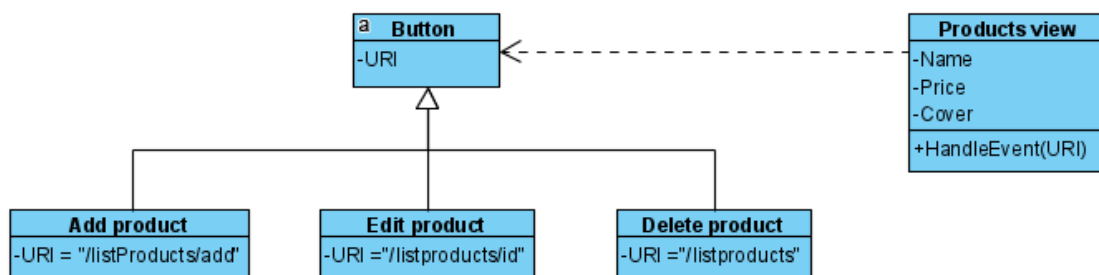 a
Button
-URI
Products view
-Name
-Price
-Cover
+HandleEvent(URI)
Add product
-URI = "/listProducts/add"
Edit product
-URI ="/listproducts/id"
Delete product
-URI ="/listproducts"